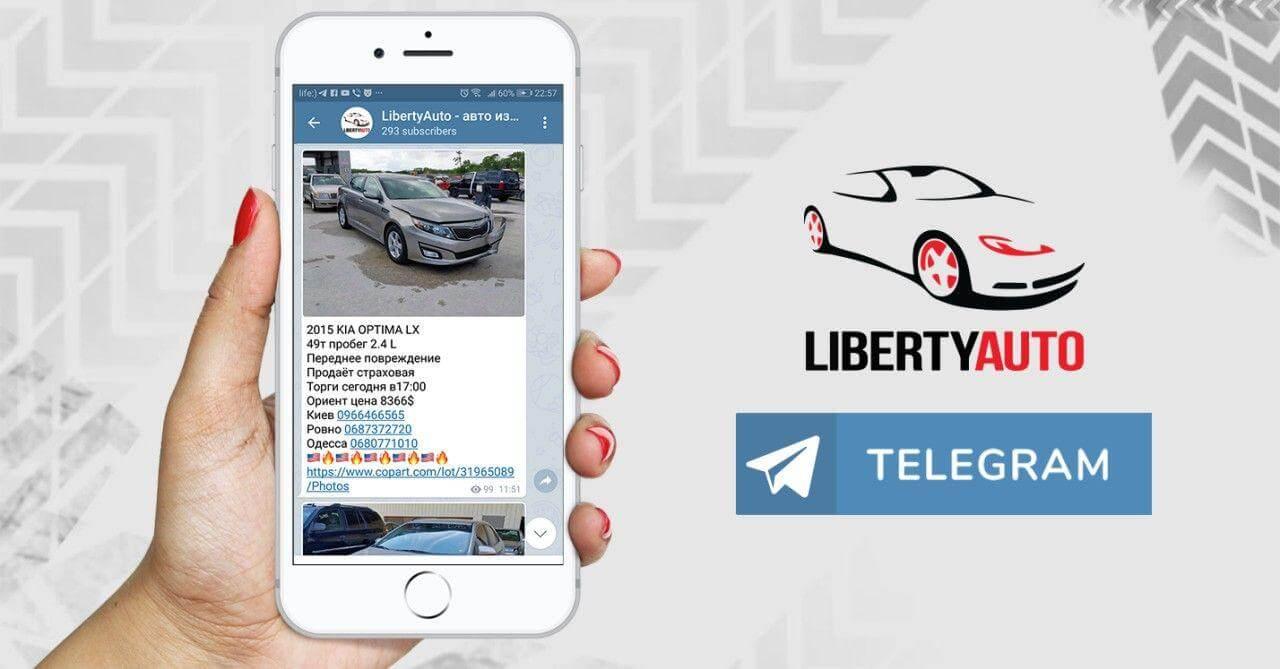 life:) 60% 22:57
LibertyAuto - авто из...
293 subscribers
2015 KIA OPTIMA LX
49т пробег 2.4 L
Переднее повреждение
Продаёт страховая
Торги сегодня в17:00
Ориент цена 8366$
Киев 0966466565
Ровно 0687372720
Одесса 0680771010
https://www.copart.com/lot/31965089
/Photos
99 11:51
LIBERTYAUTO
TELEGRAM